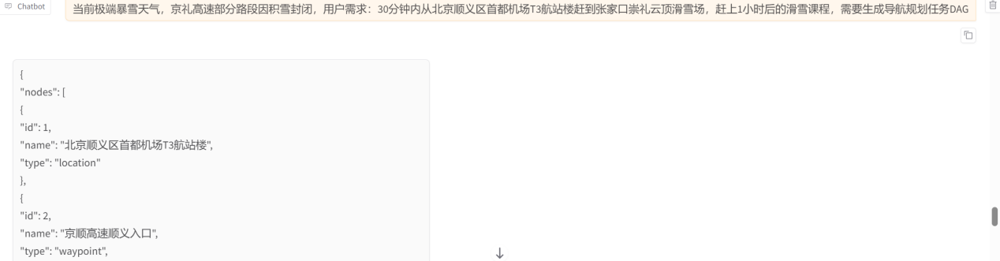 Chatbot
当前极端暴雪天气，京礼高速部分路段因积雪封闭，用户需求：30分钟内从北京顺义区首都机场T3航站楼赶到张家口崇礼云顶滑雪场，赶上1小时后的滑雪课程，需要生成导航规划任务DAG
{
"nodes": [
{
"id": 1,
"name": "北京顺义区首都机场T3航站楼",
"type": "location"
},
{
"id": 2,
"name": "京顺高速顺义入口",
"type": "waypoint",